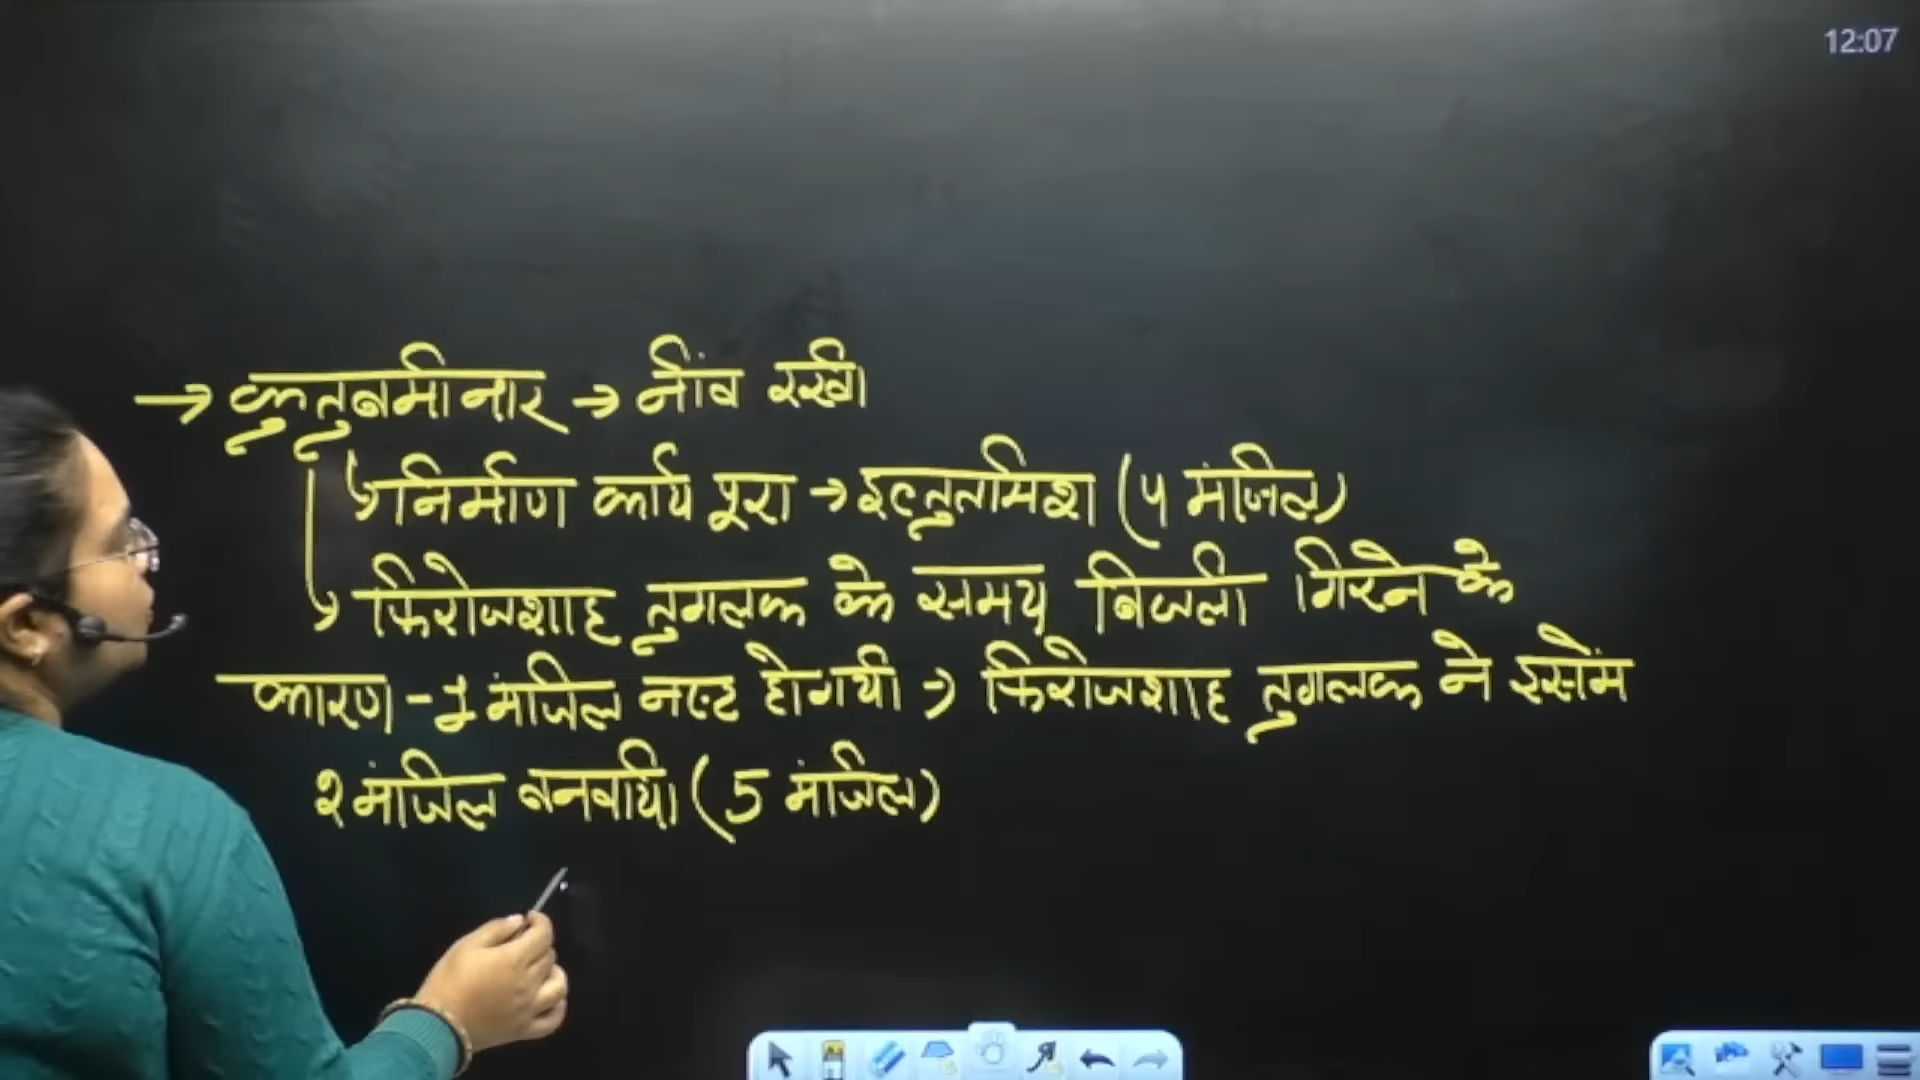 12:07
→ कुतुबमीनार → नींव रखी
↳ निर्माण कार्य पूरा → इल्तुतमिश (4 मंजिल)
↳ फिरोजशाह तुगलक के समय बिजली गिरने के
कारण - 1 मंजिल नष्ट हो गयी → फिरोजशाह तुगलक ने इसमें
2 मंजिल बनवायी (5 मंजिल)